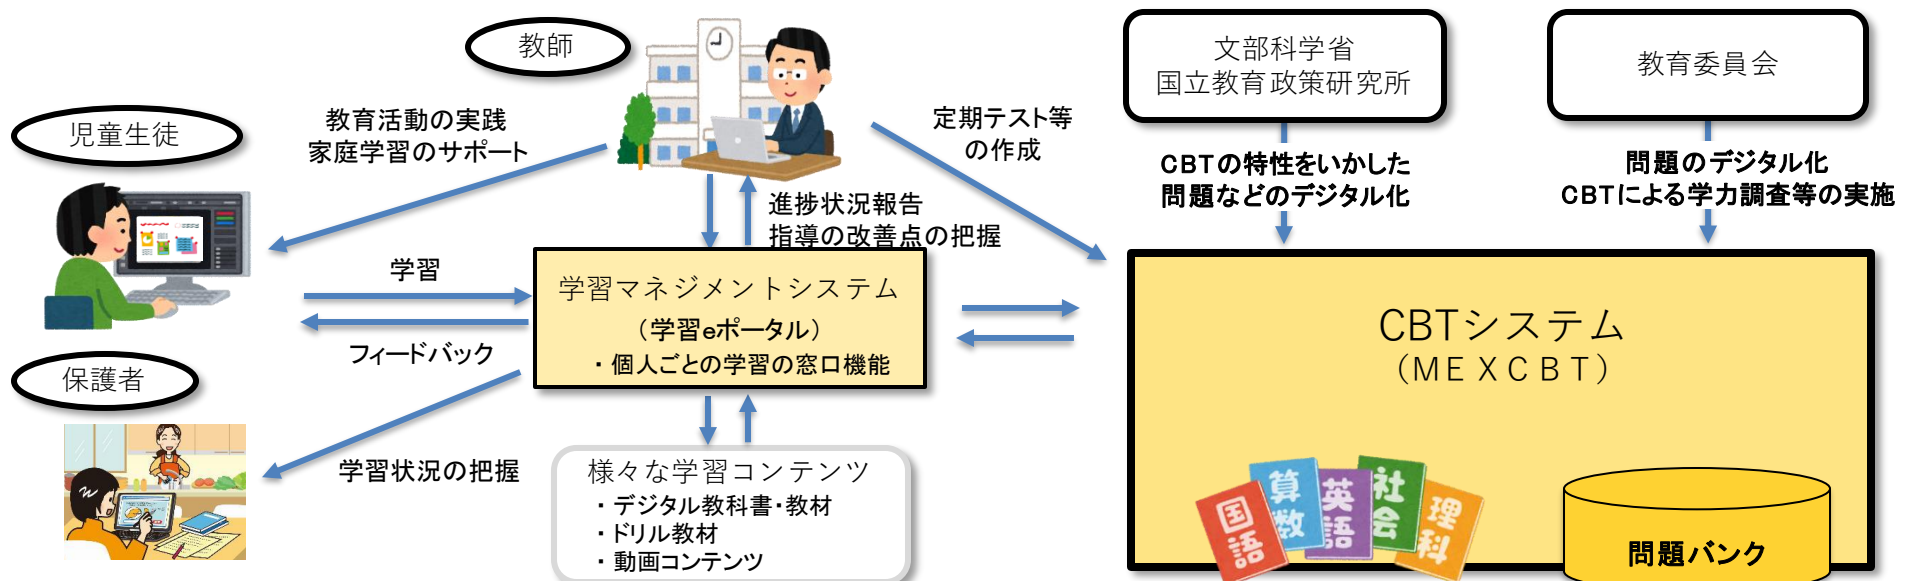 教師
文部科学省
国立教育政策研究所
教育委員会
児童生徒
教育活動の実践
家庭学習のサポート
定期テスト等
の作成
CBTの特性をいかした
問題などのデジタル化
問題のデジタル化
CBTによる学力調査等の実施
進捗状況報告
指導の改善点の把握
学習
フィードバック
学習マネジメントシステム
（学習eポータル）
・個人ごとの学習の窓口機能
CBTシステム
（MEXCBT）
保護者
学習状況の把握
様々な学習コンテンツ
・デジタル教科書・教材
・ドリル教材
・動画コンテンツ
国語
算数
英語
社会
理科
問題バンク